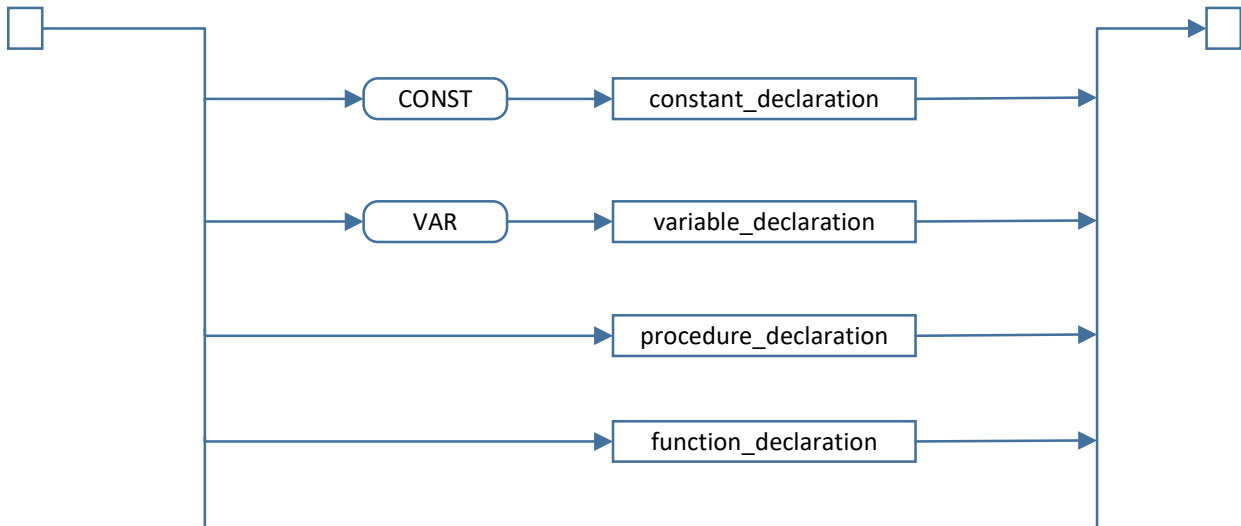 CONST constant_declaration
VAR variable_declaration
procedure_declaration
function_declaration